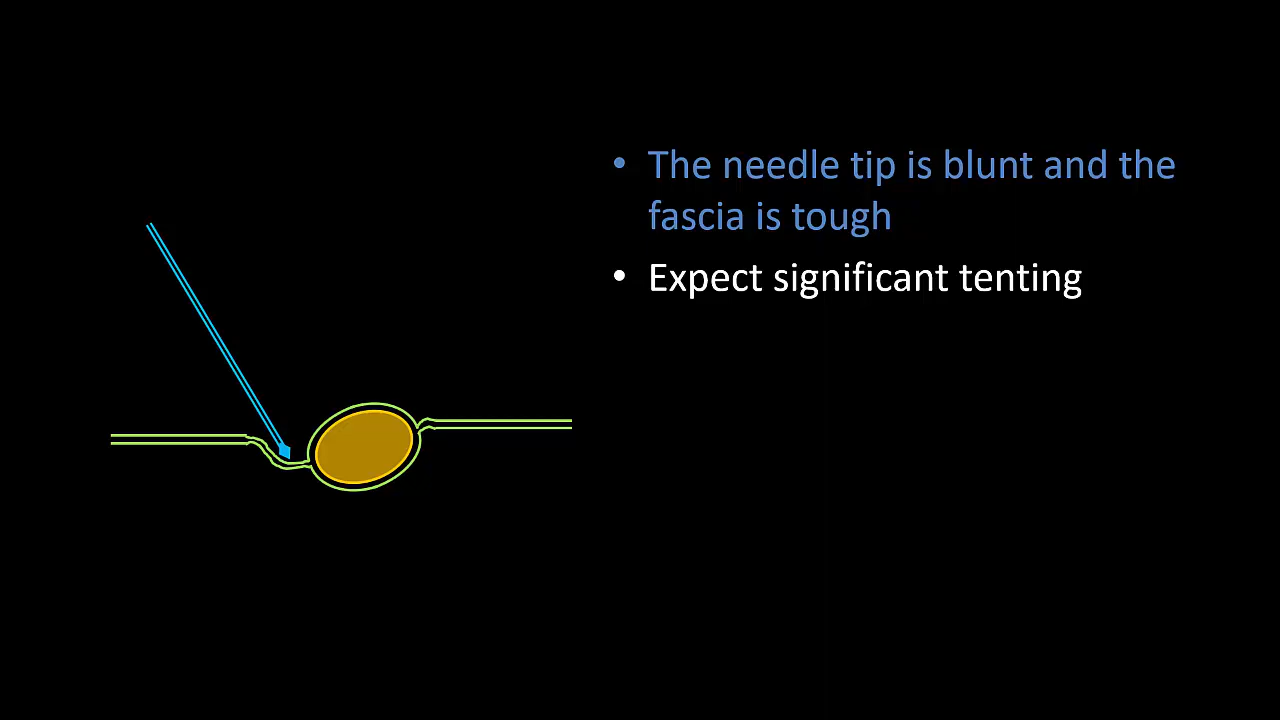 • The needle tip is blunt and the
fascia is tough
• Expect significant tenting